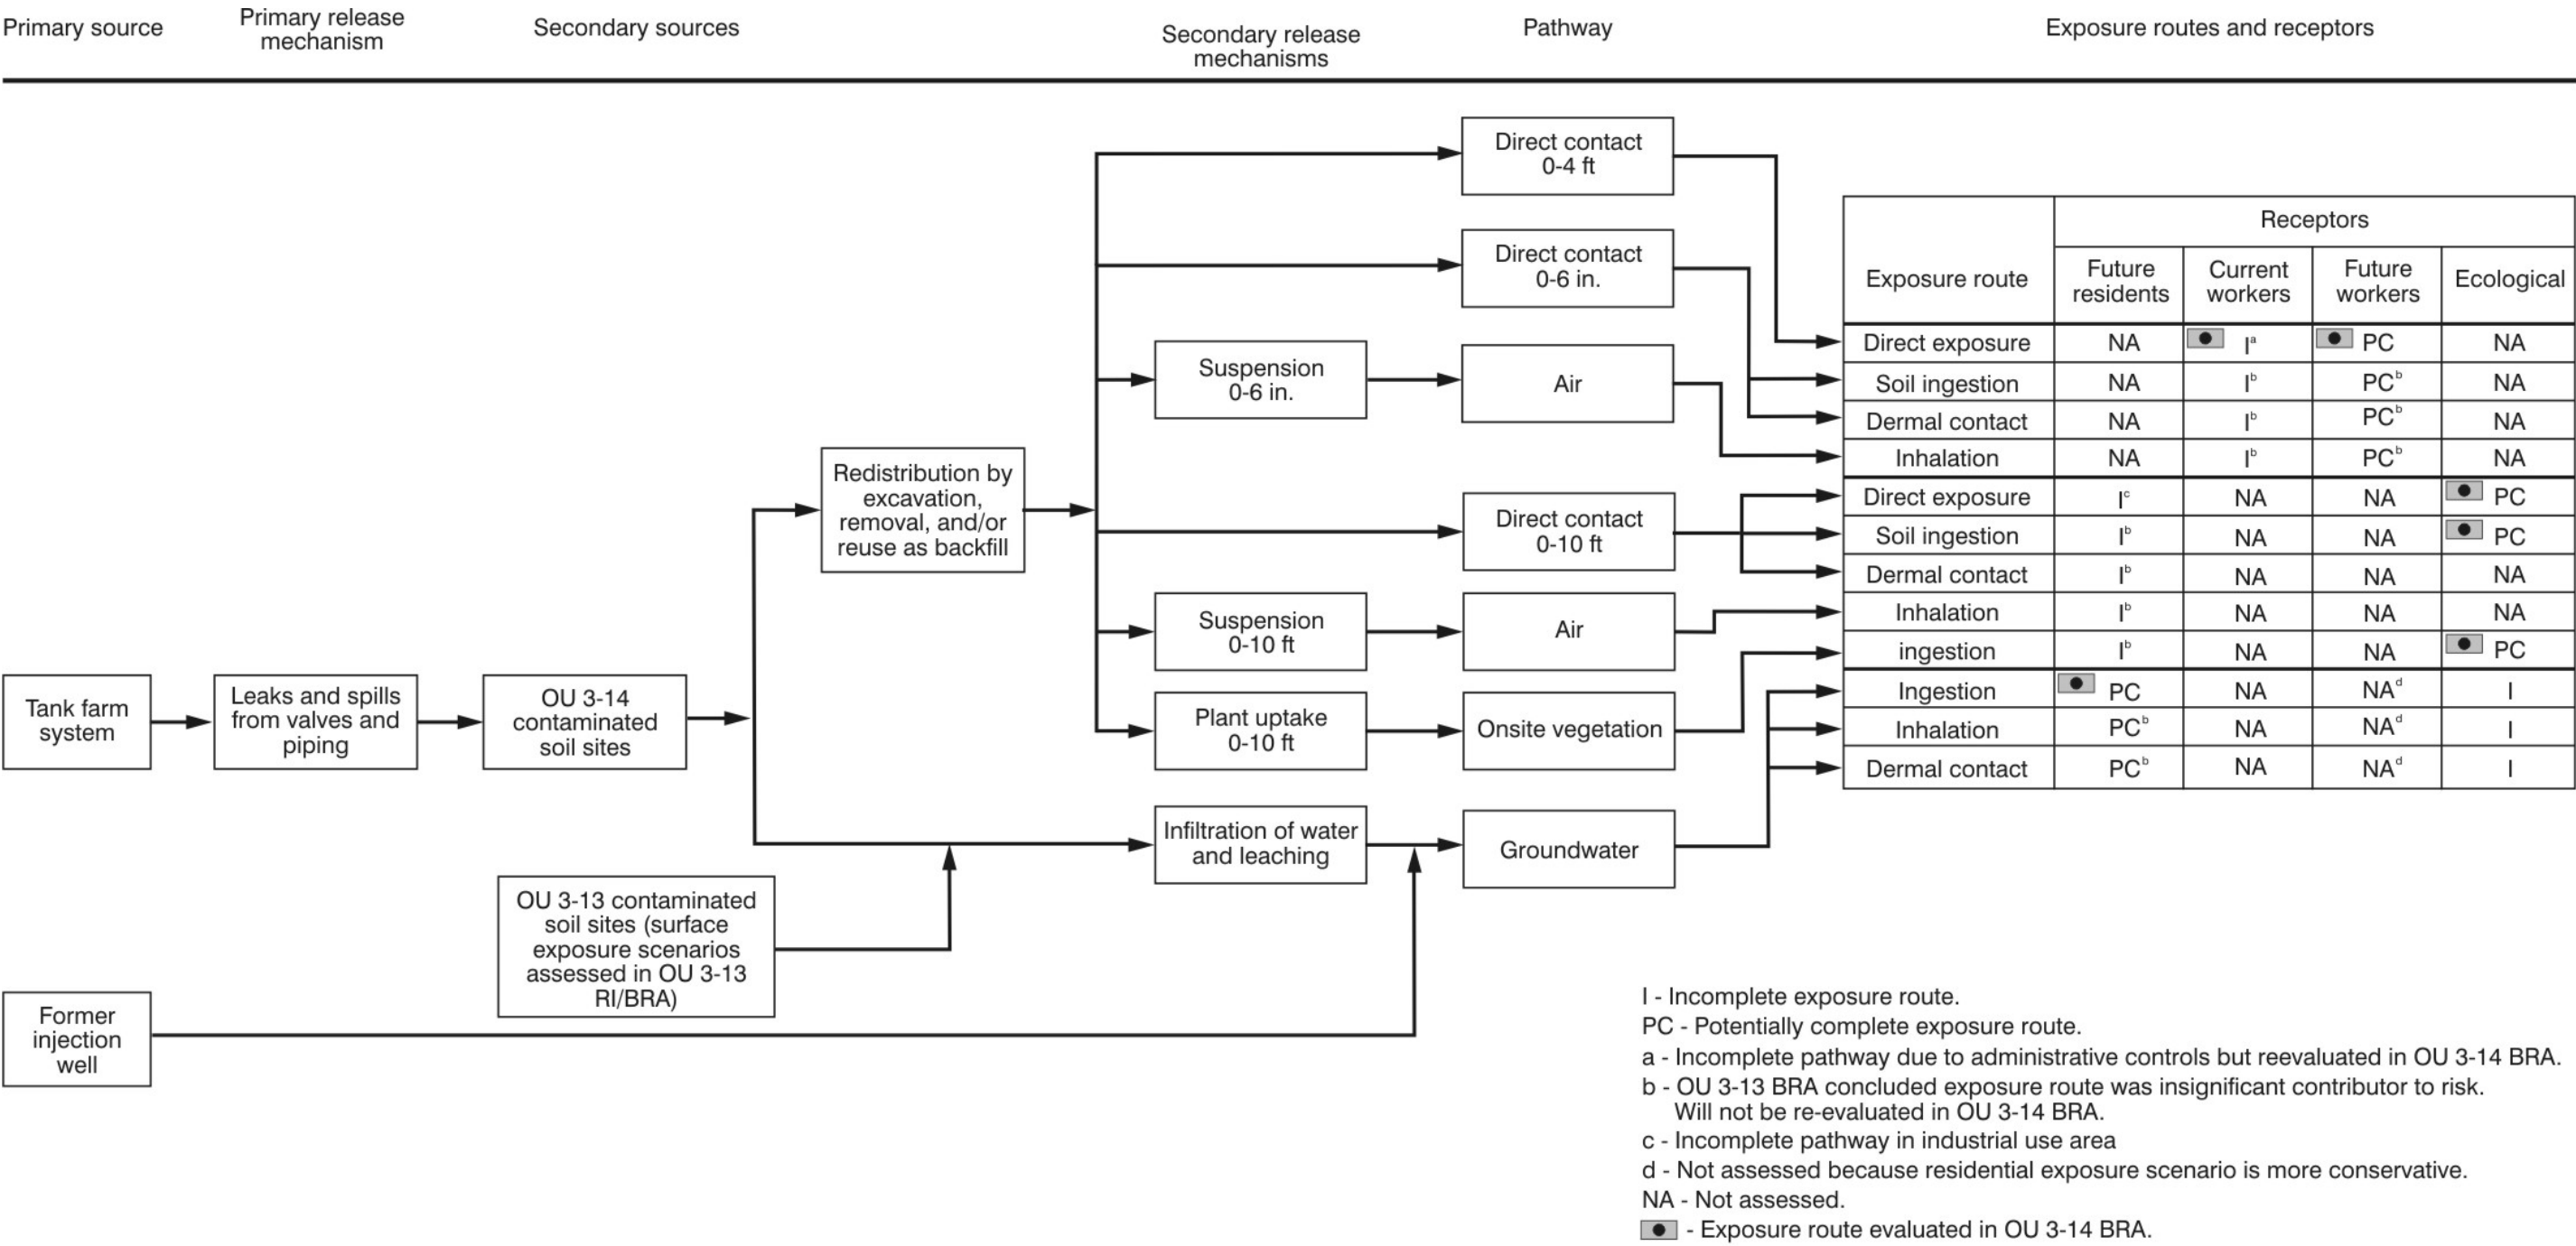 Primary source
Primary release
mechanism
Secondary sources
Secondary release
mechanisms
Pathway
Exposure routes and receptors
Direct contact
0-4 ft
Direct contact
0-6 in.
Suspension
0-6 in.
Air
Redistribution by
excavation,
removal, and/or
reuse as backfill
Direct contact
0-10 ft
Suspension
0-10 ft
Air
Tank farm
system
Leaks and spills
from valves and
piping
OU 3-14
contaminated
soil sites
Plant uptake
0-10 ft
Onsite vegetation
Infiltration of water
and leaching
Groundwater
OU 3-13 contaminated
soil sites (surface
exposure scenarios
assessed in OU 3-13
RI/BRA)
Former
injection
well
Exposure route
Receptors
Future
residents
Current
workers
Future
workers
Ecological
Direct exposure NA Iᵃ PC NA
Soil ingestion NA Iᵇ PCᵇ NA
Dermal contact NA Iᵇ PCᵇ NA
Inhalation NA Iᵇ PCᵇ NA
Direct exposure Iᶜ NA NA PC
Soil ingestion Iᵇ NA NA PC
Dermal contact Iᵇ NA NA NA
Inhalation Iᵇ NA NA NA
ingestion Iᵇ NA NA PC
Ingestion PC NA NAᵈ I
Inhalation PCᵇ NA NAᵈ I
Dermal contact PCᵇ NA NAᵈ I
I - Incomplete exposure route.
PC - Potentially complete exposure route.
a - Incomplete pathway due to administrative controls but reevaluated in OU 3-14 BRA.
b - OU 3-13 BRA concluded exposure route was insignificant contributor to risk.
Will not be re-evaluated in OU 3-14 BRA.
c - Incomplete pathway in industrial use area
d - Not assessed because residential exposure scenario is more conservative.
NA - Not assessed.
- Exposure route evaluated in OU 3-14 BRA.